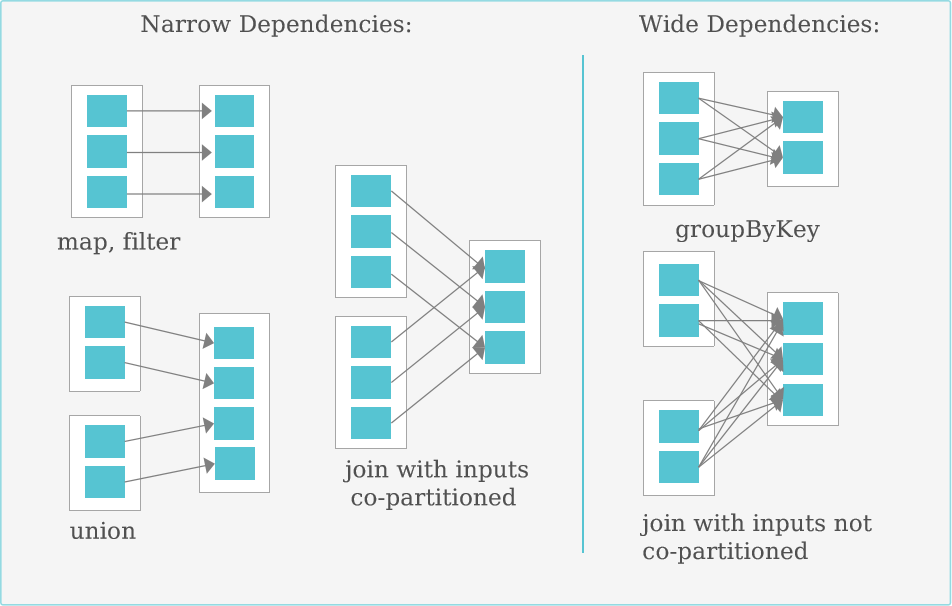 Narrow Dependencies:
Wide Dependencies:
map, filter
union
join with inputs
co-partitioned
groupByKey
join with inputs not
co-partitioned